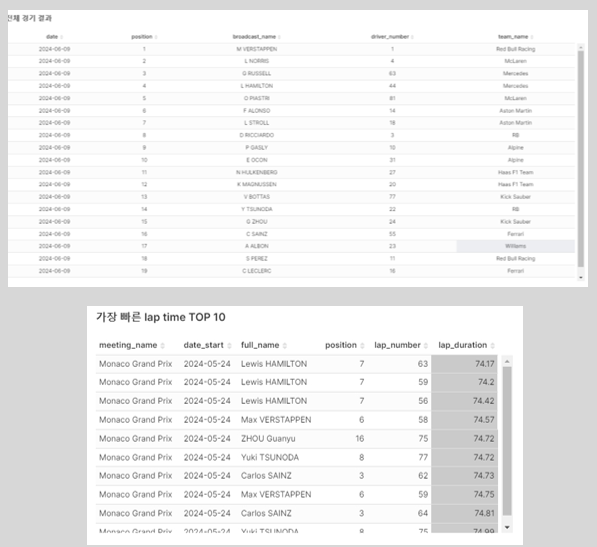 전체 경기 결과
date position broadcast_name driver_number team_name
2024-06-09 1 M VERSTAPPEN 1 Red Bull Racing
2024-06-09 2 L NORRIS 4 McLaren
2024-06-09 3 G RUSSELL 63 Mercedes
2024-06-09 4 L HAMILTON 44 Mercedes
2024-06-09 5 O PIASTRI 81 McLaren
2024-06-09 6 F ALONSO 14 Aston Martin
2024-06-09 7 L STROLL 18 Aston Martin
2024-06-09 8 D RICCIARDO 3 RB
2024-06-09 9 P GASLY 10 Alpine
2024-06-09 10 E OCON 31 Alpine
2024-06-09 11 N HULKENBERG 27 Haas F1 Team
2024-06-09 12 K MAGNUSSEN 20 Haas F1 Team
2024-06-09 13 V BOTTAS 77 Kick Sauber
2024-06-09 14 Y TSUNODA 22 RB
2024-06-09 15 G ZHOU 24 Kick Sauber
2024-06-09 16 C SAINZ 55 Ferrari
2024-06-09 17 A ALBON 23 Williams
2024-06-09 18 S PEREZ 11 Red Bull Racing
2024-06-09 19 C LECLERC 16 Ferrari
가장 빠른 lap time TOP 10
meeting_name date_start full_name position lap_number lap_duration
Monaco Grand Prix 2024-05-24 Lewis HAMILTON 7 63 74.17
Monaco Grand Prix 2024-05-24 Lewis HAMILTON 7 59 74.2
Monaco Grand Prix 2024-05-24 Lewis HAMILTON 7 56 74.42
Monaco Grand Prix 2024-05-24 Max VERSTAPPEN 6 58 74.57
Monaco Grand Prix 2024-05-24 ZHOU Guanyu 16 75 74.72
Monaco Grand Prix 2024-05-24 Yuki TSUNODA 8 77 74.72
Monaco Grand Prix 2024-05-24 Carlos SAINZ 3 62 74.73
Monaco Grand Prix 2024-05-24 Max VERSTAPPEN 6 59 74.75
Monaco Grand Prix 2024-05-24 Carlos SAINZ 3 64 74.81
Monaco Grand Prix 2024-05-24 Yuki TSUNODA 8 75 74.99